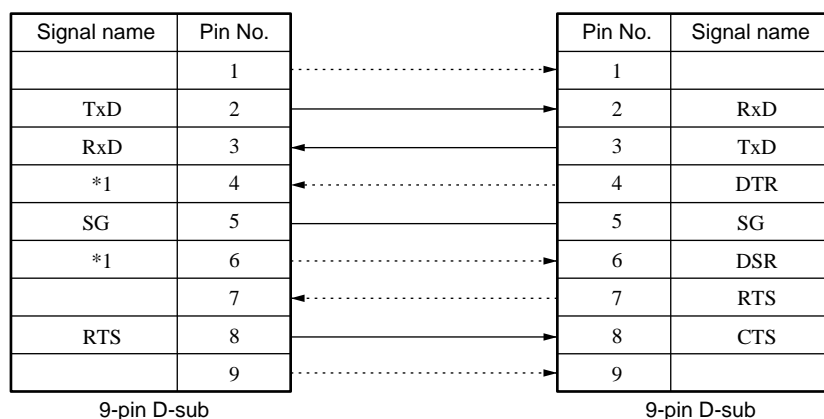 Signal name Pin No. Pin No. Signal name
1 1
TxD 2 2 RxD
RxD 3 3 TxD
*1 4 4 DTR
SG 5 5 SG
*1 6 6 DSR
7 7 RTS
RTS 8 8 CTS
9 9
9-pin D-sub 9-pin D-sub